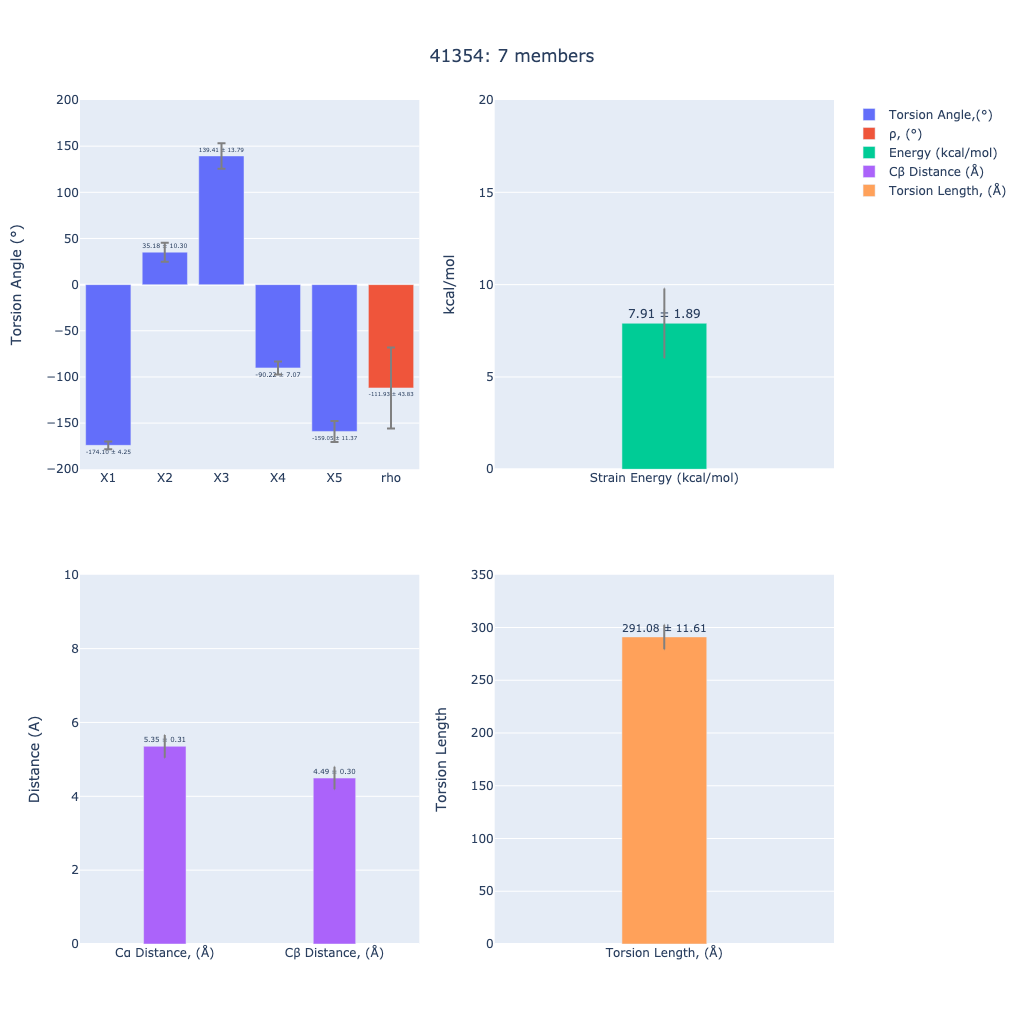 41354: 7 members
Torsion Angle (°)
200
150
100
50
0
−50
−100
−150
−200
-174.10 ± 4.25
35.18 ± 10.30
139.41 ± 13.79
-90.22 ± 7.07
-159.05 ± 11.37
-111.93 ± 43.83
X1 X2 X3 X4 X5 rho
kcal/mol
20
15
10
5
0
7.91 ± 1.89
Strain Energy (kcal/mol)
Torsion Angle,(°)
ρ, (°)
Energy (kcal/mol)
Cβ Distance (Å)
Torsion Length, (Å)
Distance (A)
10
8
6
4
2
0
5.35 ± 0.31
4.49 ± 0.30
Cα Distance, (Å) Cβ Distance, (Å)
Torsion Length
350
300
250
200
150
100
50
0
291.08 ± 11.61
Torsion Length, (Å)